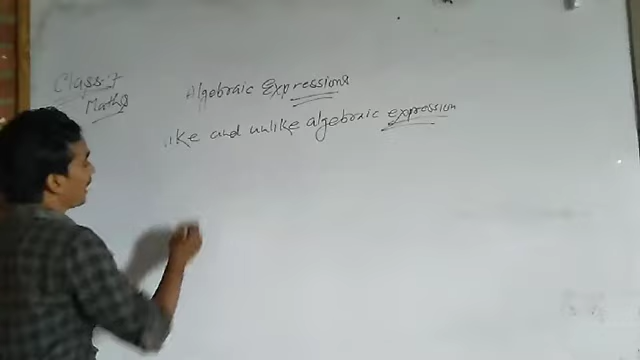 Class-7
Maths
Algebraic Expressions
like and unlike algebraic expression